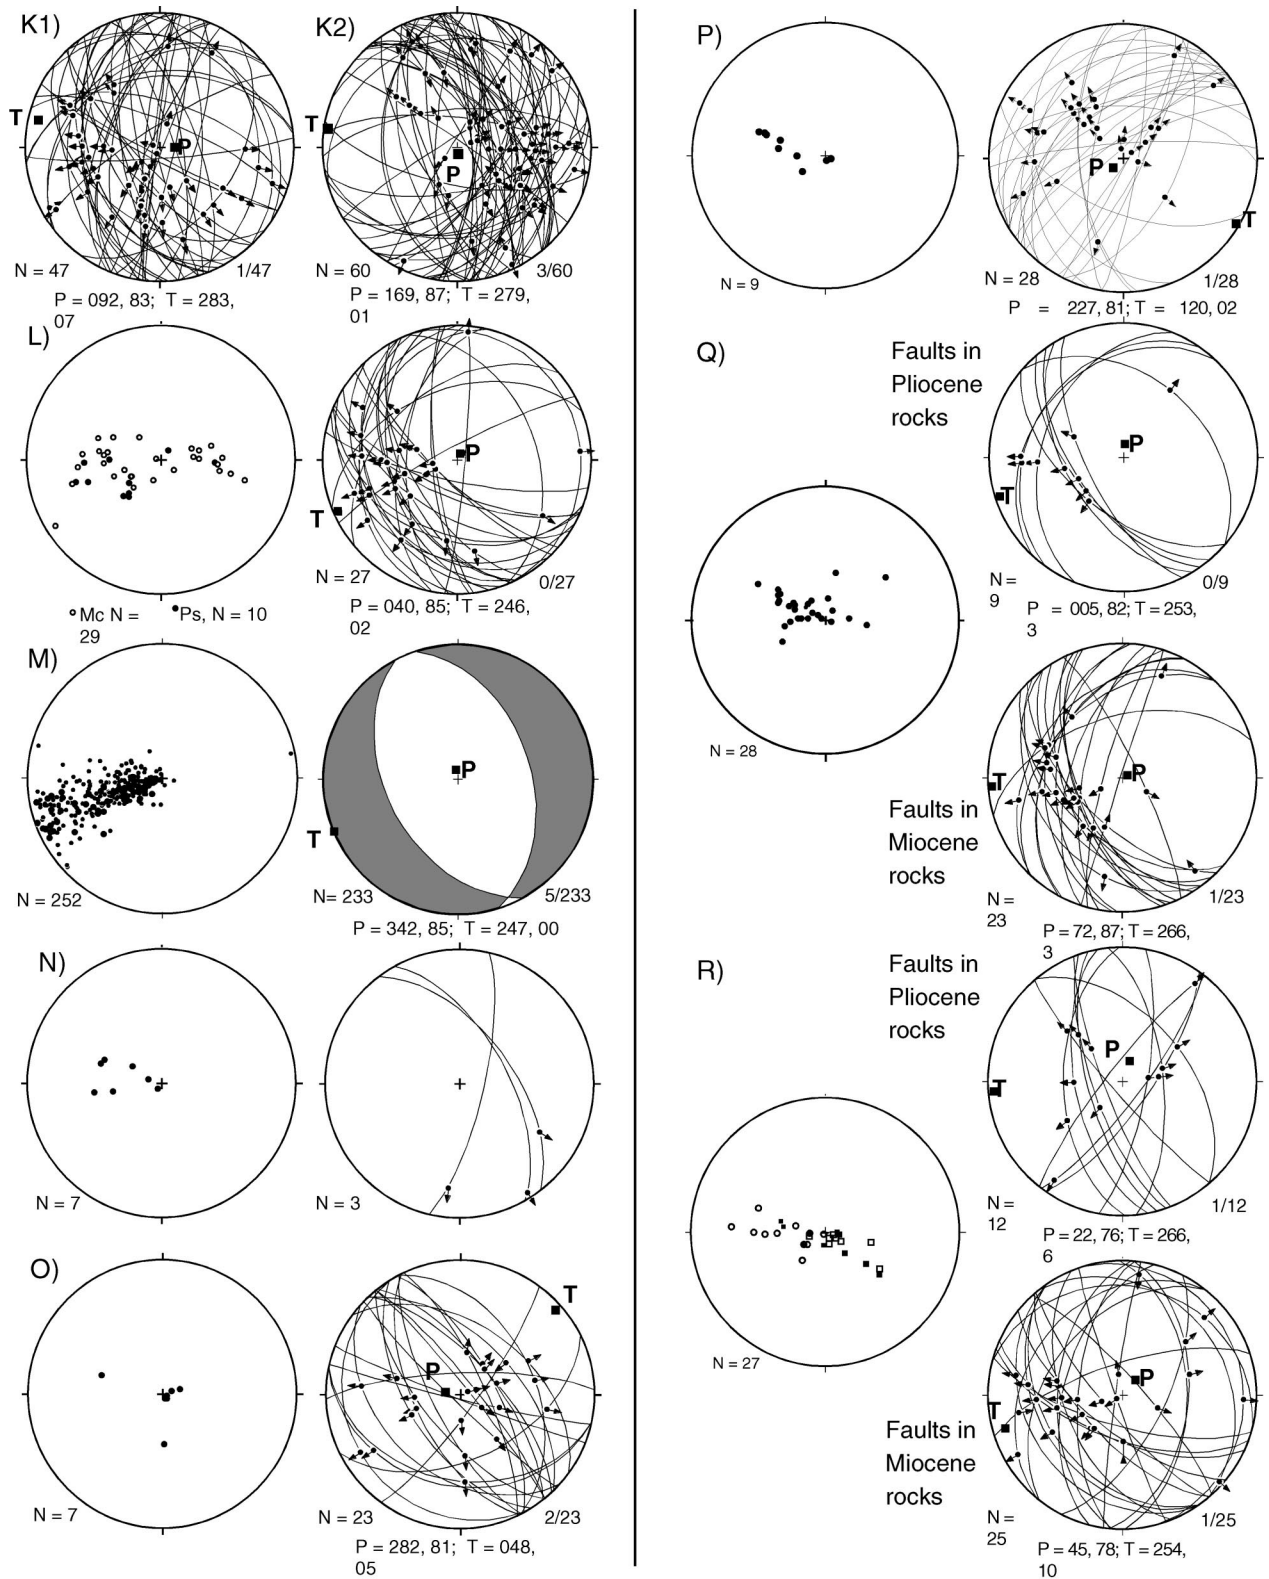 K1)
T
P
N = 47
1/47
P = 092, 83; T = 283,
07
K2)
T
P
N = 60
3/60
P = 169, 87; T = 279,
01
L)
Mc N =
29
Ps, N = 10
P
T
N = 27
0/27
P = 040, 85; T = 246,
02
M)
N = 252
P
T
N= 233
5/233
P = 342, 85; T = 247, 00
N)
N = 7
N = 3
O)
N = 7
T
P
N = 23
2/23
P = 282, 81; T = 048,
05
P)
N = 9
P
T
N = 28
1/28
P = 227, 81; T = 120, 02
Q)
N = 28
Faults in
Pliocene
rocks
P
T
N =
9
0/9
P = 005, 82; T = 253,
3
Faults in
Miocene
rocks
T
P
N =
23
1/23
P = 72, 87; T = 266,
3
R)
N = 27
Faults in
Pliocene
rocks
P
T
N =
12
1/12
P = 22, 76; T = 266,
6
Faults in
Miocene
rocks
P
T
N =
25
1/25
P = 45, 78; T = 254,
10